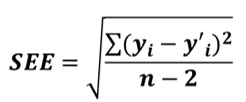 SEE = √(Σ(yᵢ − y′ᵢ)² / (n − 2))